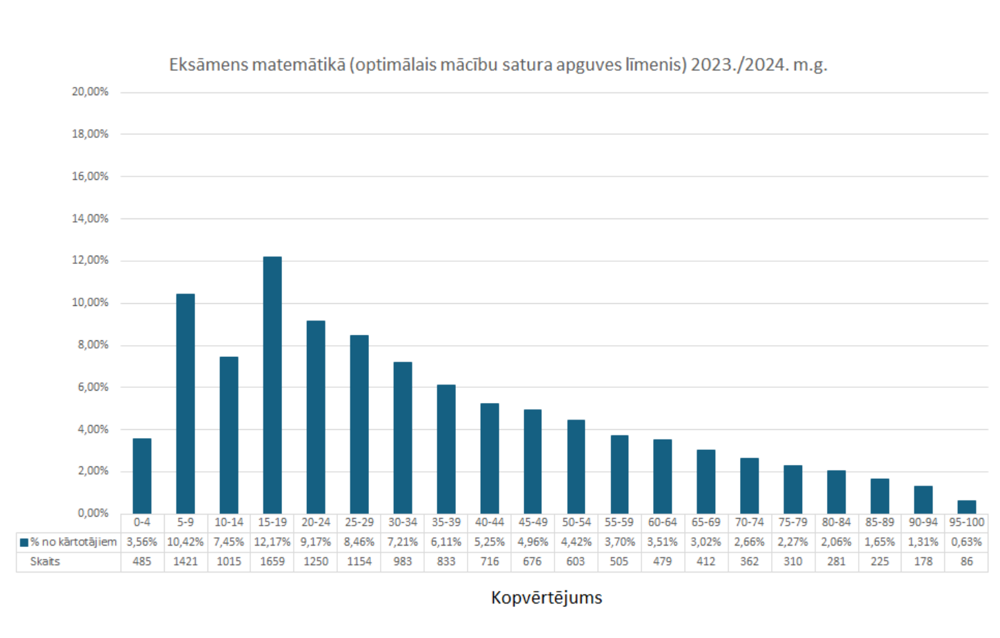 Eksāmens matemātikā (optimālais mācību satura apguves līmenis) 2023./2024. m.g.
20,00%
18,00%
16,00%
14,00%
12,00%
10,00%
8,00%
6,00%
4,00%
2,00%
0,00%
0-4 5-9 10-14 15-19 20-24 25-29 30-34 35-39 40-44 45-49 50-54 55-59 60-64 65-69 70-74 75-79 80-84 85-89 90-94 95-100
% no kārtotājiem 3,56% 10,42% 7,45% 12,17% 9,17% 8,46% 7,21% 6,11% 5,25% 4,96% 4,42% 3,70% 3,51% 3,02% 2,66% 2,27% 2,06% 1,65% 1,31% 0,63%
Skaits 485 1421 1015 1659 1250 1154 983 833 716 676 603 505 479 412 362 310 281 225 178 86
Kopvērtējums